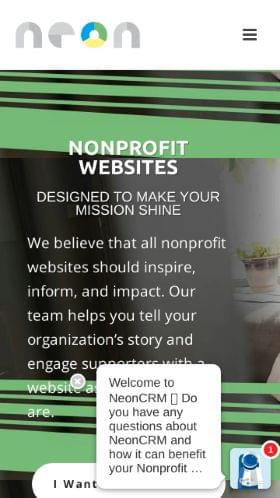 neon
NONPROFIT
WEBSITES
DESIGNED TO MAKE YOUR
MISSION SHINE
We believe that all nonprofit
websites should inspire,
inform, and impact. Our
team helps you tell your
organization's story and
engage supporters with a
website as
are.
Welcome to
NeonCRM ▯ Do
you have any
questions about
NeonCRM and
how it can benefit
your Nonprofit ...
1
I Want